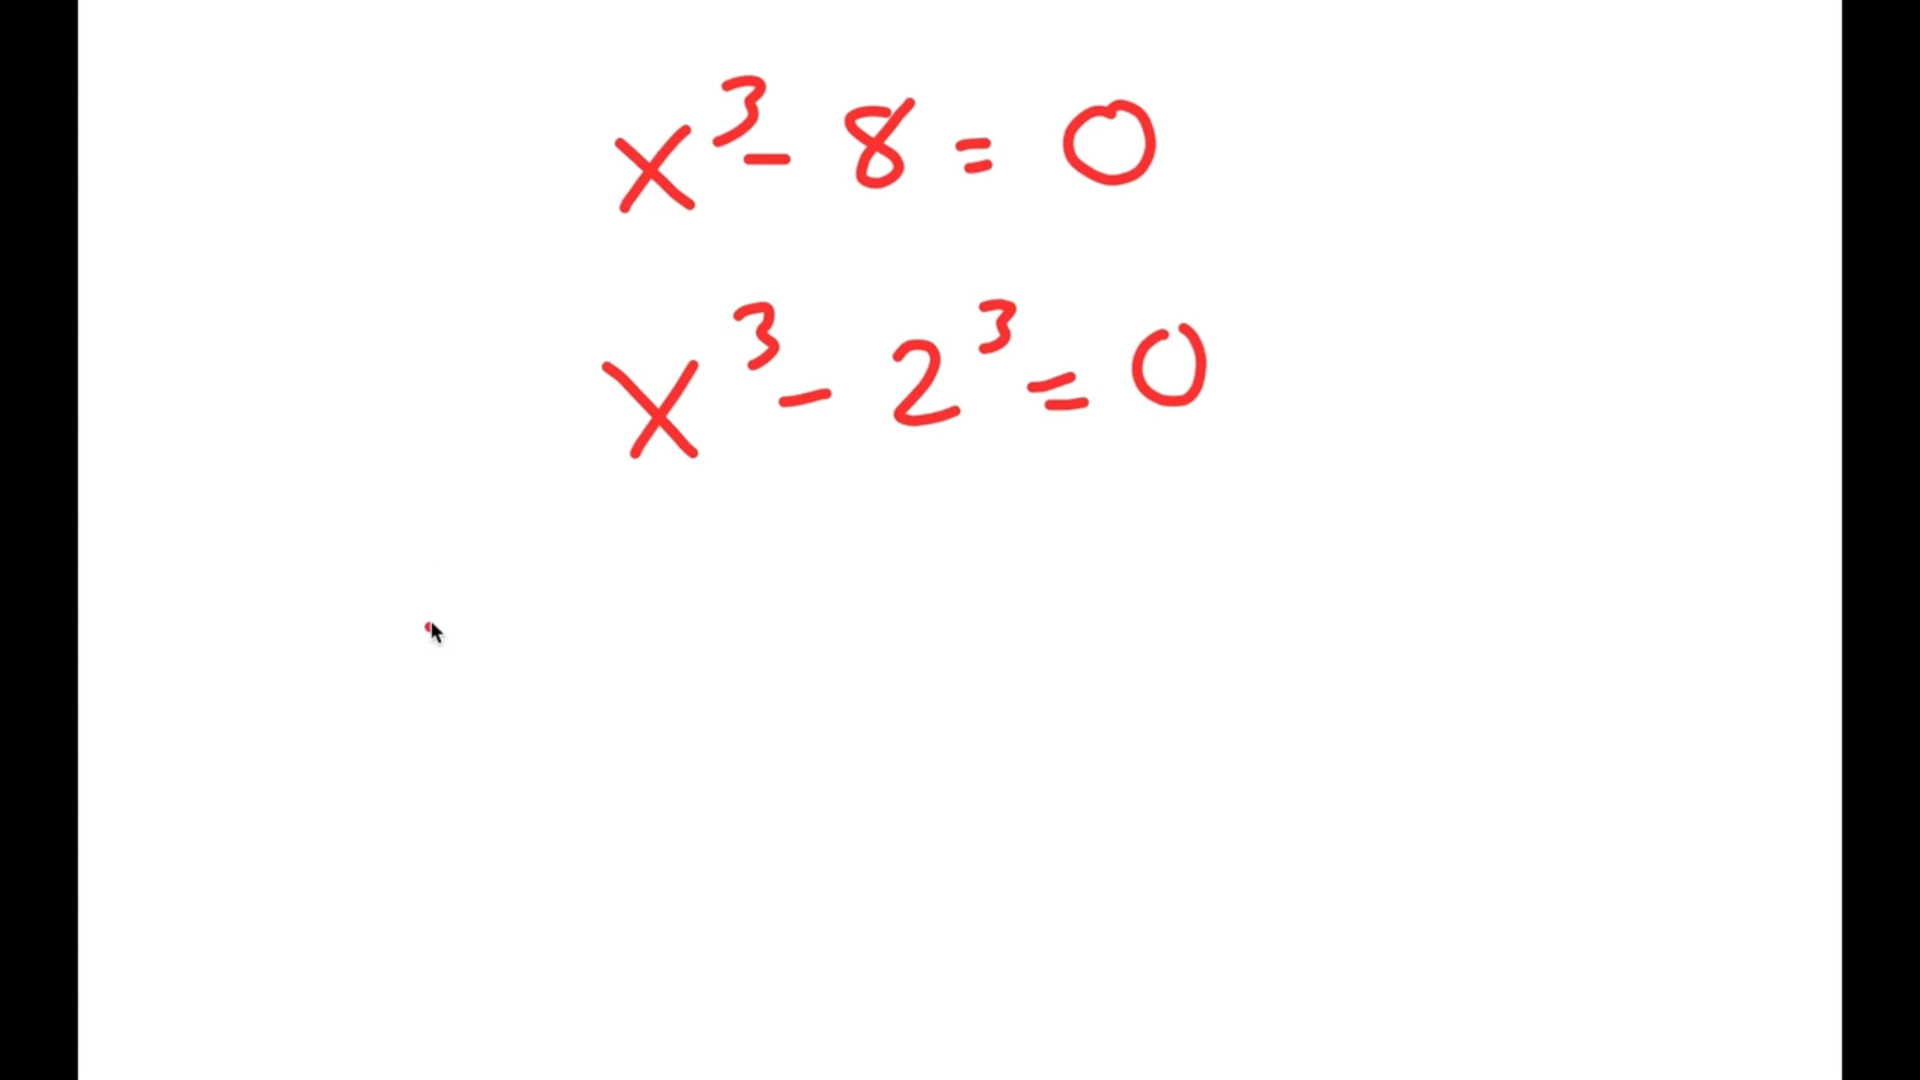 x³ - 8 = 0
x³ - 2³ = 0